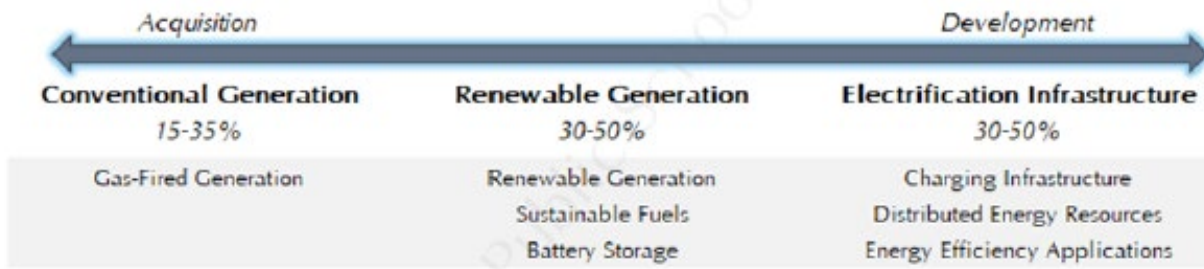 Acquisition Development
Conventional Generation Renewable Generation Electrification Infrastructure
15-35% 30-50% 30-50%
Gas-Fired Generation Renewable Generation Charging Infrastructure
Sustainable Fuels Distributed Energy Resources
Battery Storage Energy Efficiency Applications
Public